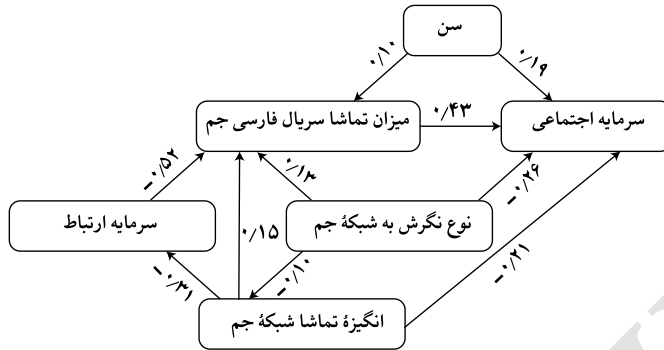 سن
۰/۱۰
۰/۱۹
میزان تماشا سریال فارسی جم
۰/۴۳
سرمایه اجتماعی
-۰/۵۲
۰/۱۳
-۰/۲۶
سرمایه ارتباط
۰/۱۵
نوع نگرش به شبکهٔ جم
-۰/۳۱
-۰/۱۰
-۰/۲۱
انگیزهٔ تماشا شبکهٔ جم